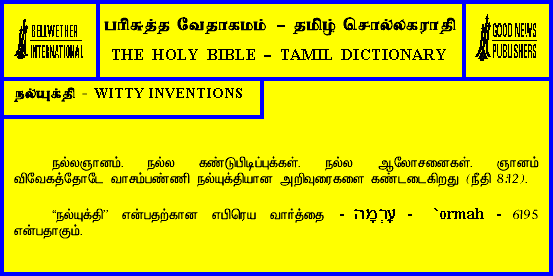 BELLWETHER
INTERNATIONAL
பரிசுத்த வேதாகமம் – தமிழ் சொல்லகராதி
THE HOLY BIBLE – TAMIL DICTIONARY
GOOD NEWS
PUBLISHERS
நல்யுக்தி - WITTY INVENTIONS
நல்லஞானம். நல்ல கண்டுபிடிப்புக்கள். நல்ல ஆலோசனைகள். ஞானம்
விவேகத்தோடே வாசம்பண்ணி நல்யுக்தியான அறிவுரைகளை கண்டடைகிறது (நீதி 8:12).
“நல்யுக்தி” என்பதற்கான எபிரெய வார்த்தை - עָרְמָה - `ormah - 6195
என்பதாகும்.